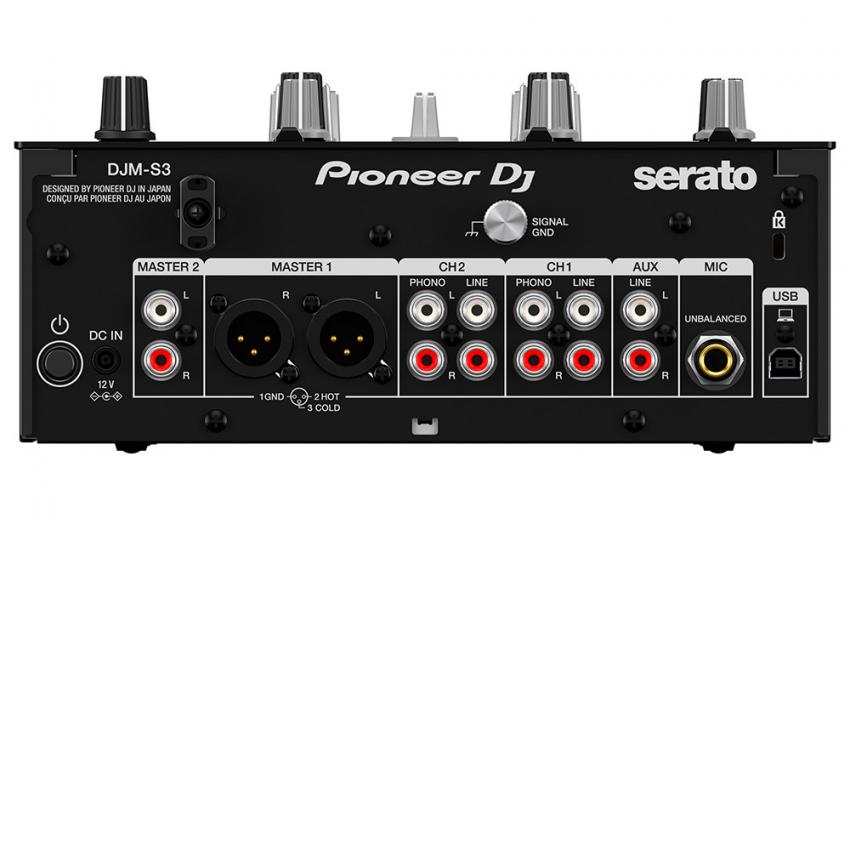 DJM-S3
DESIGNED BY PIONEER DJ IN JAPAN
CONÇU PAR PIONEER DJ AU JAPON
Pioneer Dj
serato
SIGNAL
GND
K
MASTER 2
MASTER 1
CH2
CH1
AUX
MIC
USB
PHONO
LINE
PHONO
LINE
LINE
L
R
L
L
L
L
UNBALANCED
DC IN
12 V
R
R
R
R
1GND
2 HOT
3 COLD